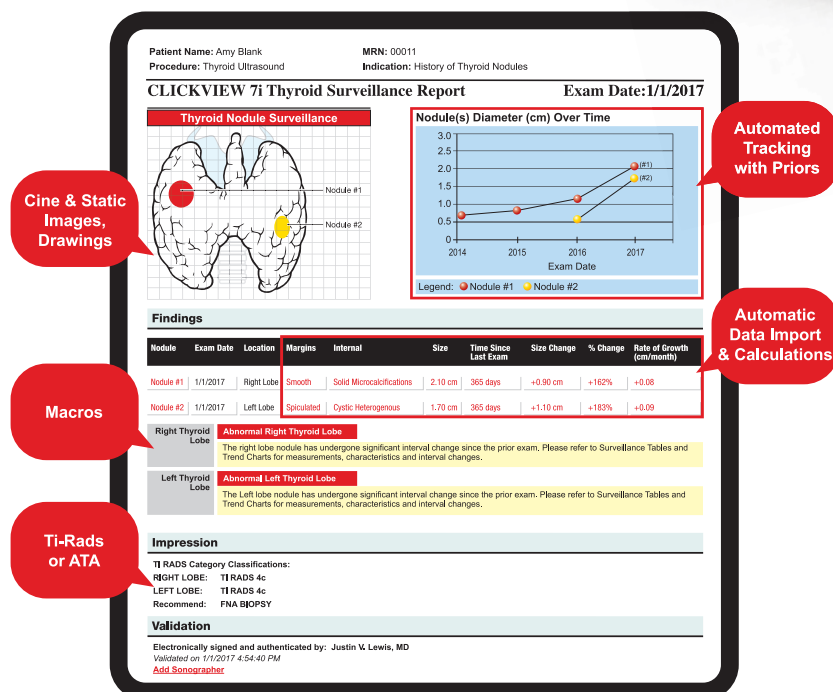 Patient Name: Amy Blank
MRN: 00011
Procedure: Thyroid Ultrasound
Indication: History of Thyroid Nodules
CLICKVIEW 7i Thyroid Surveillance Report
Exam Date:1/1/2017
Thyroid Nodule Surveillance
Nodule #1
Nodule #2
Nodule(s) Diameter (cm) Over Time
3.0
2.5
2.0
1.5
1.0
0.5
0
(#1)
(#2)
2014 2015 2016 2017
Exam Date
Legend: Nodule #1 Nodule #2
Cine & Static
Images,
Drawings
Automated
Tracking
with Priors
Automatic
Data Import
& Calculations
Findings
Nodule Exam Date Location Margins Internal Size Time Since Last Exam Size Change % Change Rate of Growth (cm/month)
Nodule #1 1/1/2017 Right Lobe Smooth Solid Microcalcifications 2.10 cm 365 days +0.90 cm +162% +0.08
Nodule #2 1/1/2017 Left Lobe Spiculated Cystic Heterogenous 1.70 cm 365 days +1.10 cm +183% +0.09
Macros
Right Thyroid
Lobe
Abnormal Right Thyroid Lobe
The right lobe nodule has undergone significant interval change since the prior exam. Please refer to Surveillance Tables and
Trend Charts for measurements, characteristics and interval changes.
Left Thyroid
Lobe
Abnormal Left Thyroid Lobe
The Left lobe nodule has undergone significant interval change since the prior exam. Please refer to Surveillance Tables and
Trend Charts for measurements, characteristics and interval changes.
Ti-Rads
or ATA
Impression
TI RADS Category Classifications:
RIGHT LOBE: TI RADS 4c
LEFT LOBE: TI RADS 4c
Recommend: FNA BIOPSY
Validation
Electronically signed and authenticated by: Justin V. Lewis, MD
Validated on 1/1/2017 4:54:40 PM
Add Sonographer